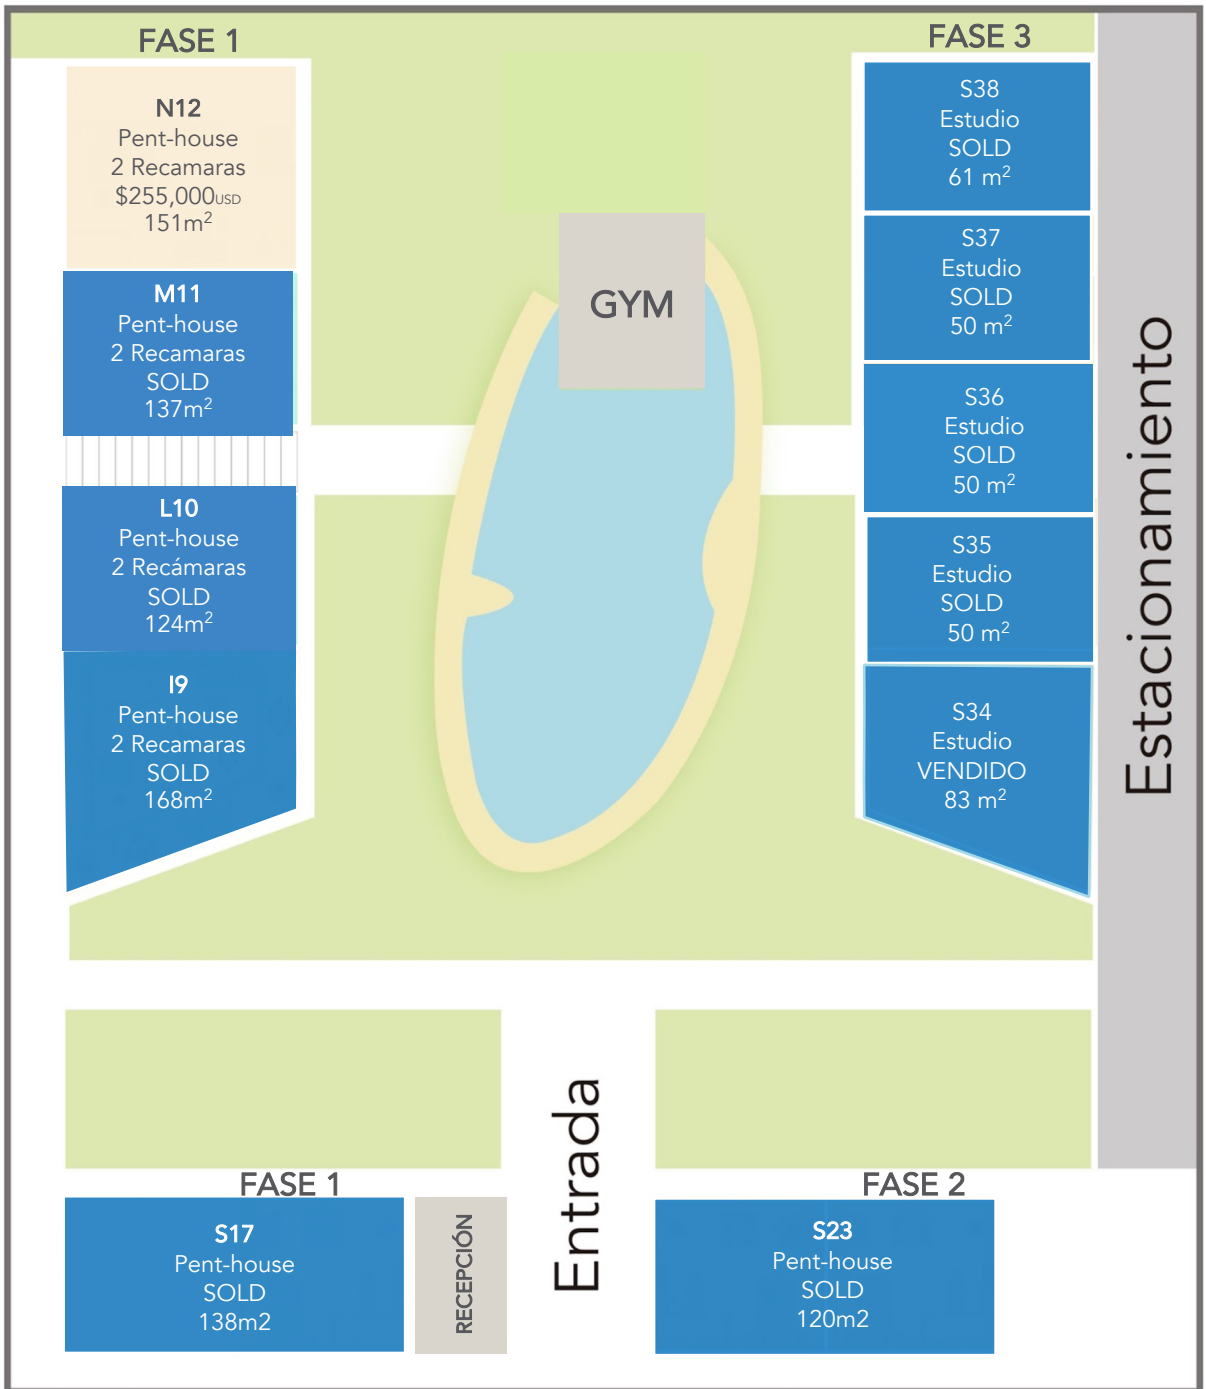 FASE 1
N12
Pent-house
2 Recamaras
$255,000USD
151m²
M11
Pent-house
2 Recamaras
SOLD
137m²
L10
Pent-house
2 Recámaras
SOLD
124m²
I9
Pent-house
2 Recamaras
SOLD
168m²
GYM
FASE 3
S38
Estudio
SOLD
61 m²
S37
Estudio
SOLD
50 m²
S36
Estudio
SOLD
50 m²
S35
Estudio
SOLD
50 m²
S34
Estudio
VENDIDO
83 m²
Estacionamiento
FASE 1
S17
Pent-house
SOLD
138m2
RECEPCIÓN
Entrada
FASE 2
S23
Pent-house
SOLD
120m2